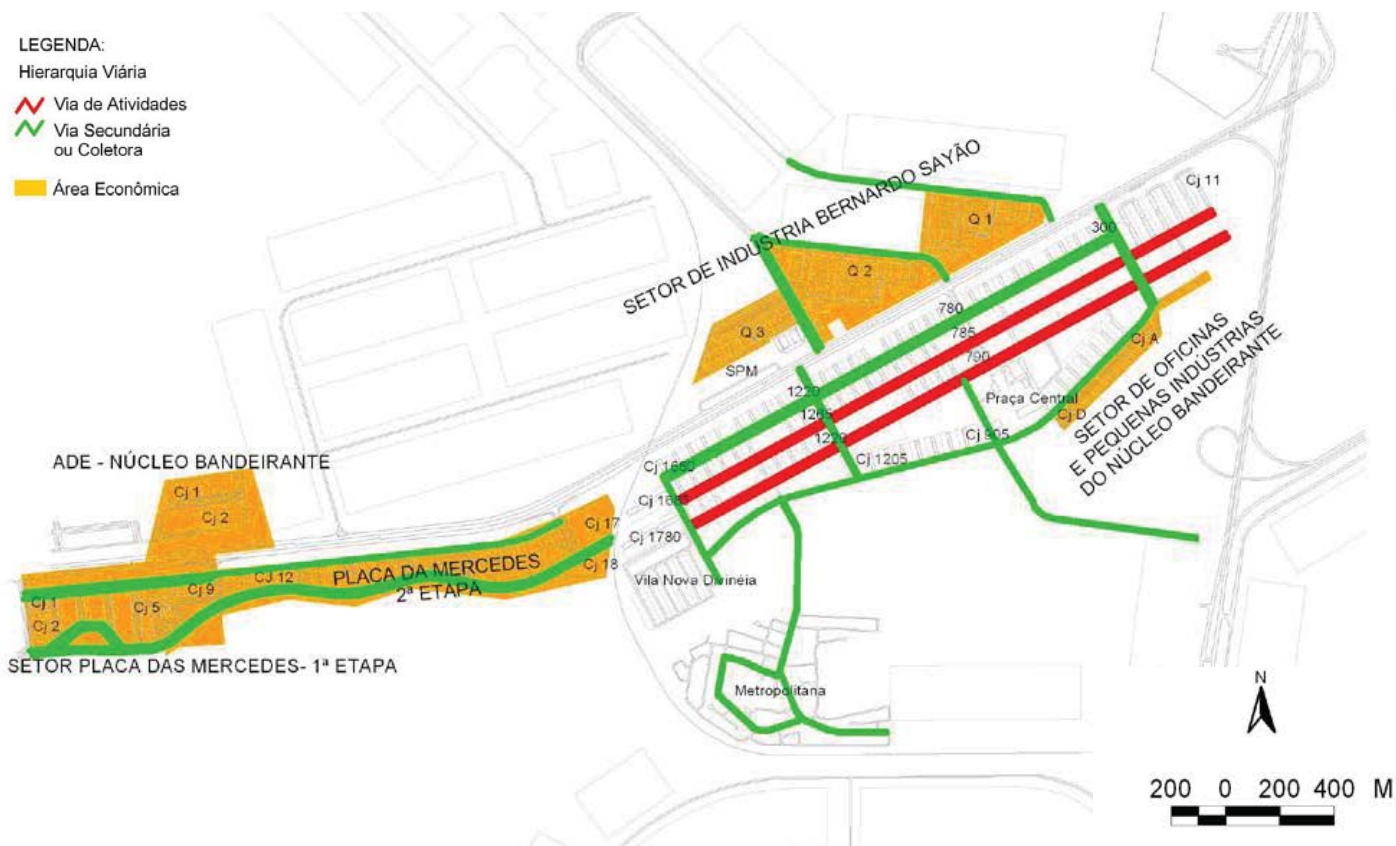 LEGENDA:
Hierarquia Viária
Via de Atividades
Via Secundária
ou Coletora
Área Econômica
SETOR DE INDÚSTRIA BERNARDO SAYÃO
Cj 11
Q 1
300
Q 2
780
Q 3
785
Cj A
790
SPM
1220
Praça Central
Cj D
1265
SETOR DE OFICINAS
E PEQUENAS INDÚSTRIAS
DO NÚCLEO BANDEIRANTE
1220
Cj 905
Cj 1205
ADE - NÚCLEO BANDEIRANTE
Cj 1
Cj 2
Cj 17
Cj 1780
Cj 18
Vila Nova Divinéia
PLACA DA MERCEDES
2ª ETAPA
CJ 12
Cj 9
Cj 1
Cj 5
Cj 2
SETOR PLACA DAS MERCEDES- 1ª ETAPA
Metropolitana
N
200 0 200 400 M